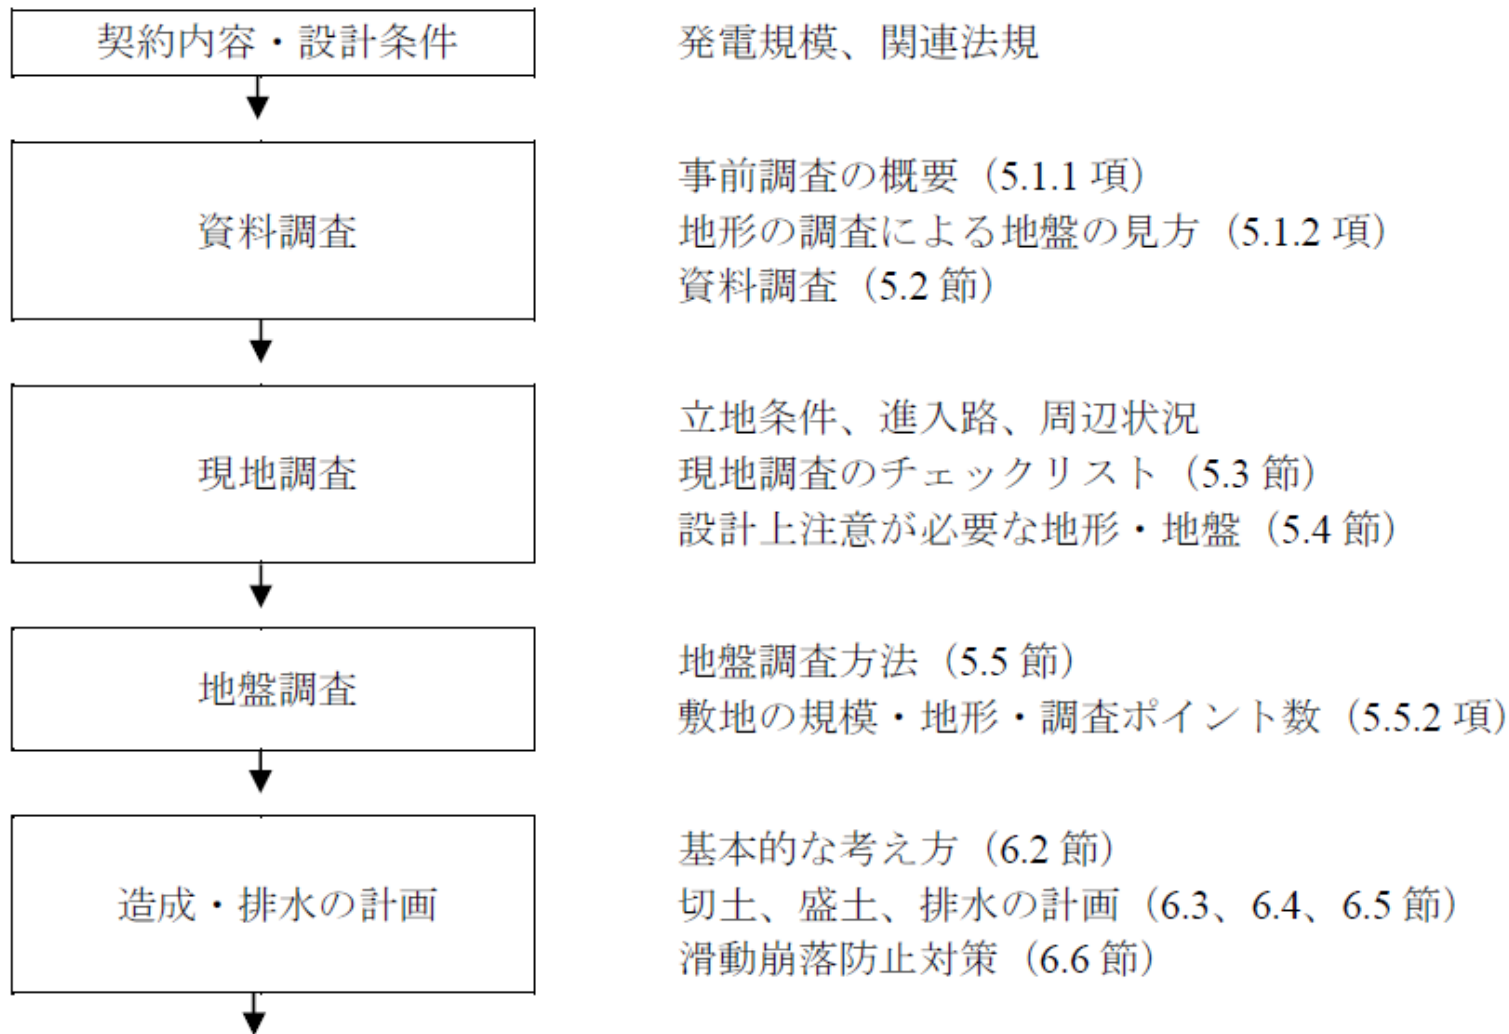 契約内容・設計条件
発電規模、関連法規
資料調査
事前調査の概要（5.1.1 項）
地形の調査による地盤の見方（5.1.2 項）
資料調査（5.2 節）
現地調査
立地条件、進入路、周辺状況
現地調査のチェックリスト（5.3 節）
設計上注意が必要な地形・地盤（5.4 節）
地盤調査
地盤調査方法（5.5 節）
敷地の規模・地形・調査ポイント数（5.5.2 項）
造成・排水の計画
基本的な考え方（6.2 節）
切土、盛土、排水の計画（6.3、6.4、6.5 節）
滑動崩落防止対策（6.6 節）